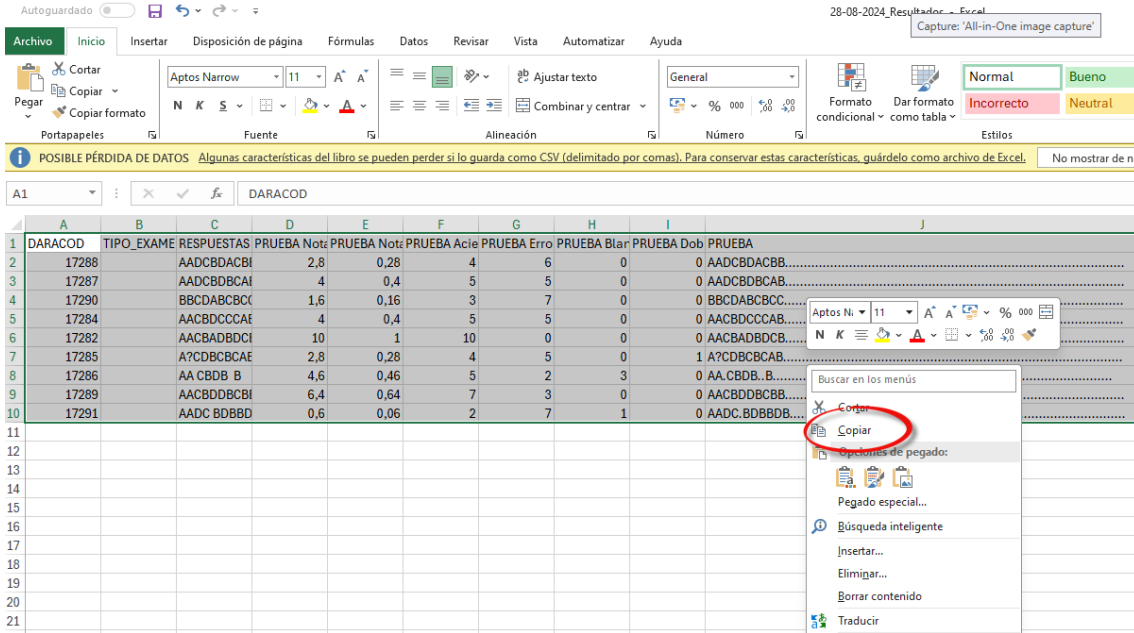 Autoguardado
28-08-2024_Resultados - Excel
Capture: 'All-in-One image capture'
Archivo Inicio Insertar Disposición de página Fórmulas Datos Revisar Vista Automatizar Ayuda
Pegar
Cortar
Copiar
Copiar formato
Portapapeles
Aptos Narrow 11
N K S
Fuente
Ajustar texto
Combinar y centrar
Alineación
General
% 000
Número
Formato condicional
Dar formato como tabla
Normal Bueno
Incorrecto Neutral
Estilos
POSIBLE PÉRDIDA DE DATOS Algunas características del libro se pueden perder si lo guarda como CSV (delimitado por comas). Para conservar estas características, guárdelo como archivo de Excel. No mostrar de n
A1 fx DARACOD
A B C D E F G H I J
1 DARACOD TIPO_EXAME RESPUESTAS PRUEBA Nota PRUEBA Nota PRUEBA Acie PRUEBA Erro PRUEBA Blan PRUEBA Dob PRUEBA
2 17288 AADCBDACBI 2,8 0,28 4 6 0 0 AADCBDACBB
3 17287 AADCBDBCAI 4 0,4 5 5 0 0 AADCBDBCAB
4 17290 BBCDABCBCC 1,6 0,16 3 7 0 0 BBCDABCBCC
5 17284 AACBDCCCAE 4 0,4 5 5 0 0 AACBDCCCAB
6 17282 AACBADBDCI 10 1 10 0 0 0 AACBADBDCB
7 17285 A?CDBCBCAE 2,8 0,28 4 5 0 1 A?CDBCBCAB
8 17286 AA CBDB B 4,6 0,46 5 2 3 0 AA.CBDB..B
9 17289 AACBDDBCBI 6,4 0,64 7 3 0 0 AACBDDBCBB
10 17291 AADC BDBBD 0,6 0,06 2 7 1 0 AADC.BDBBDB
11
12
13
14
15
16
17
18
19
20
21
Aptos Na 11 % 000
N K
Buscar en los menús
Cortar
Copiar
Opciones de pegado:
Pegado especial...
Búsqueda inteligente
Insertar...
Eliminar...
Borrar contenido
Traducir